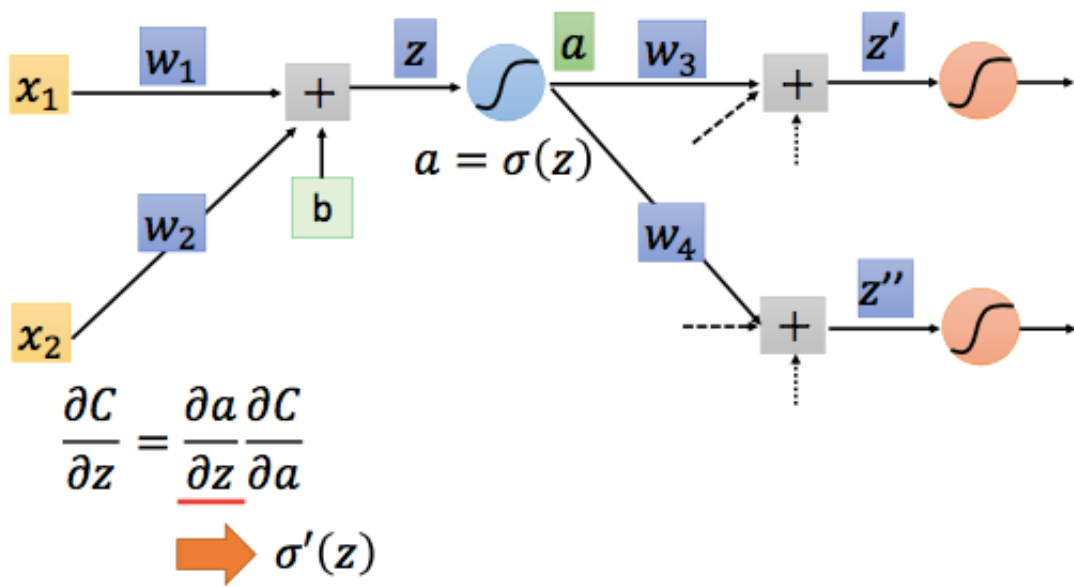 w₁ z a w₃ z′
x₁ + +
a = σ(z)
b
w₂ w₄
z′′
x₂ +
∂C/∂z = ∂a/∂z ∂C/∂a
σ′(z)